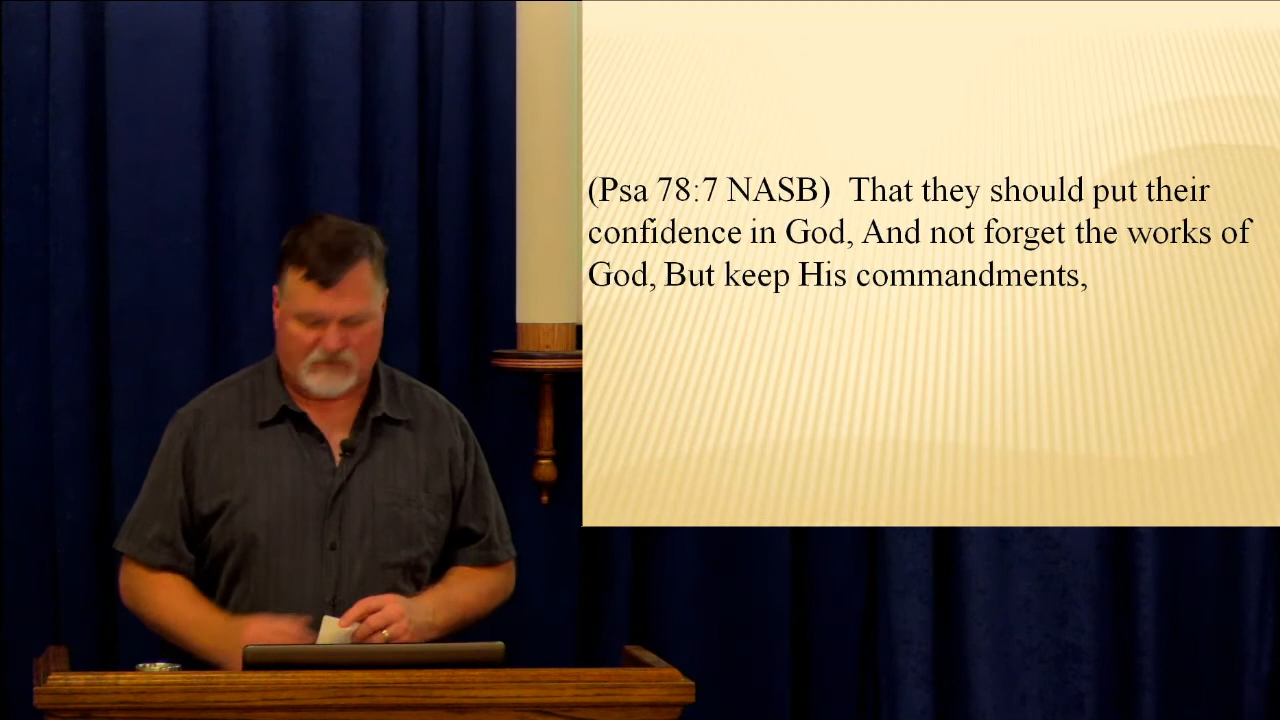 (Psa 78:7 NASB)  That they should put their
confidence in God, And not forget the works of
God, But keep His commandments,